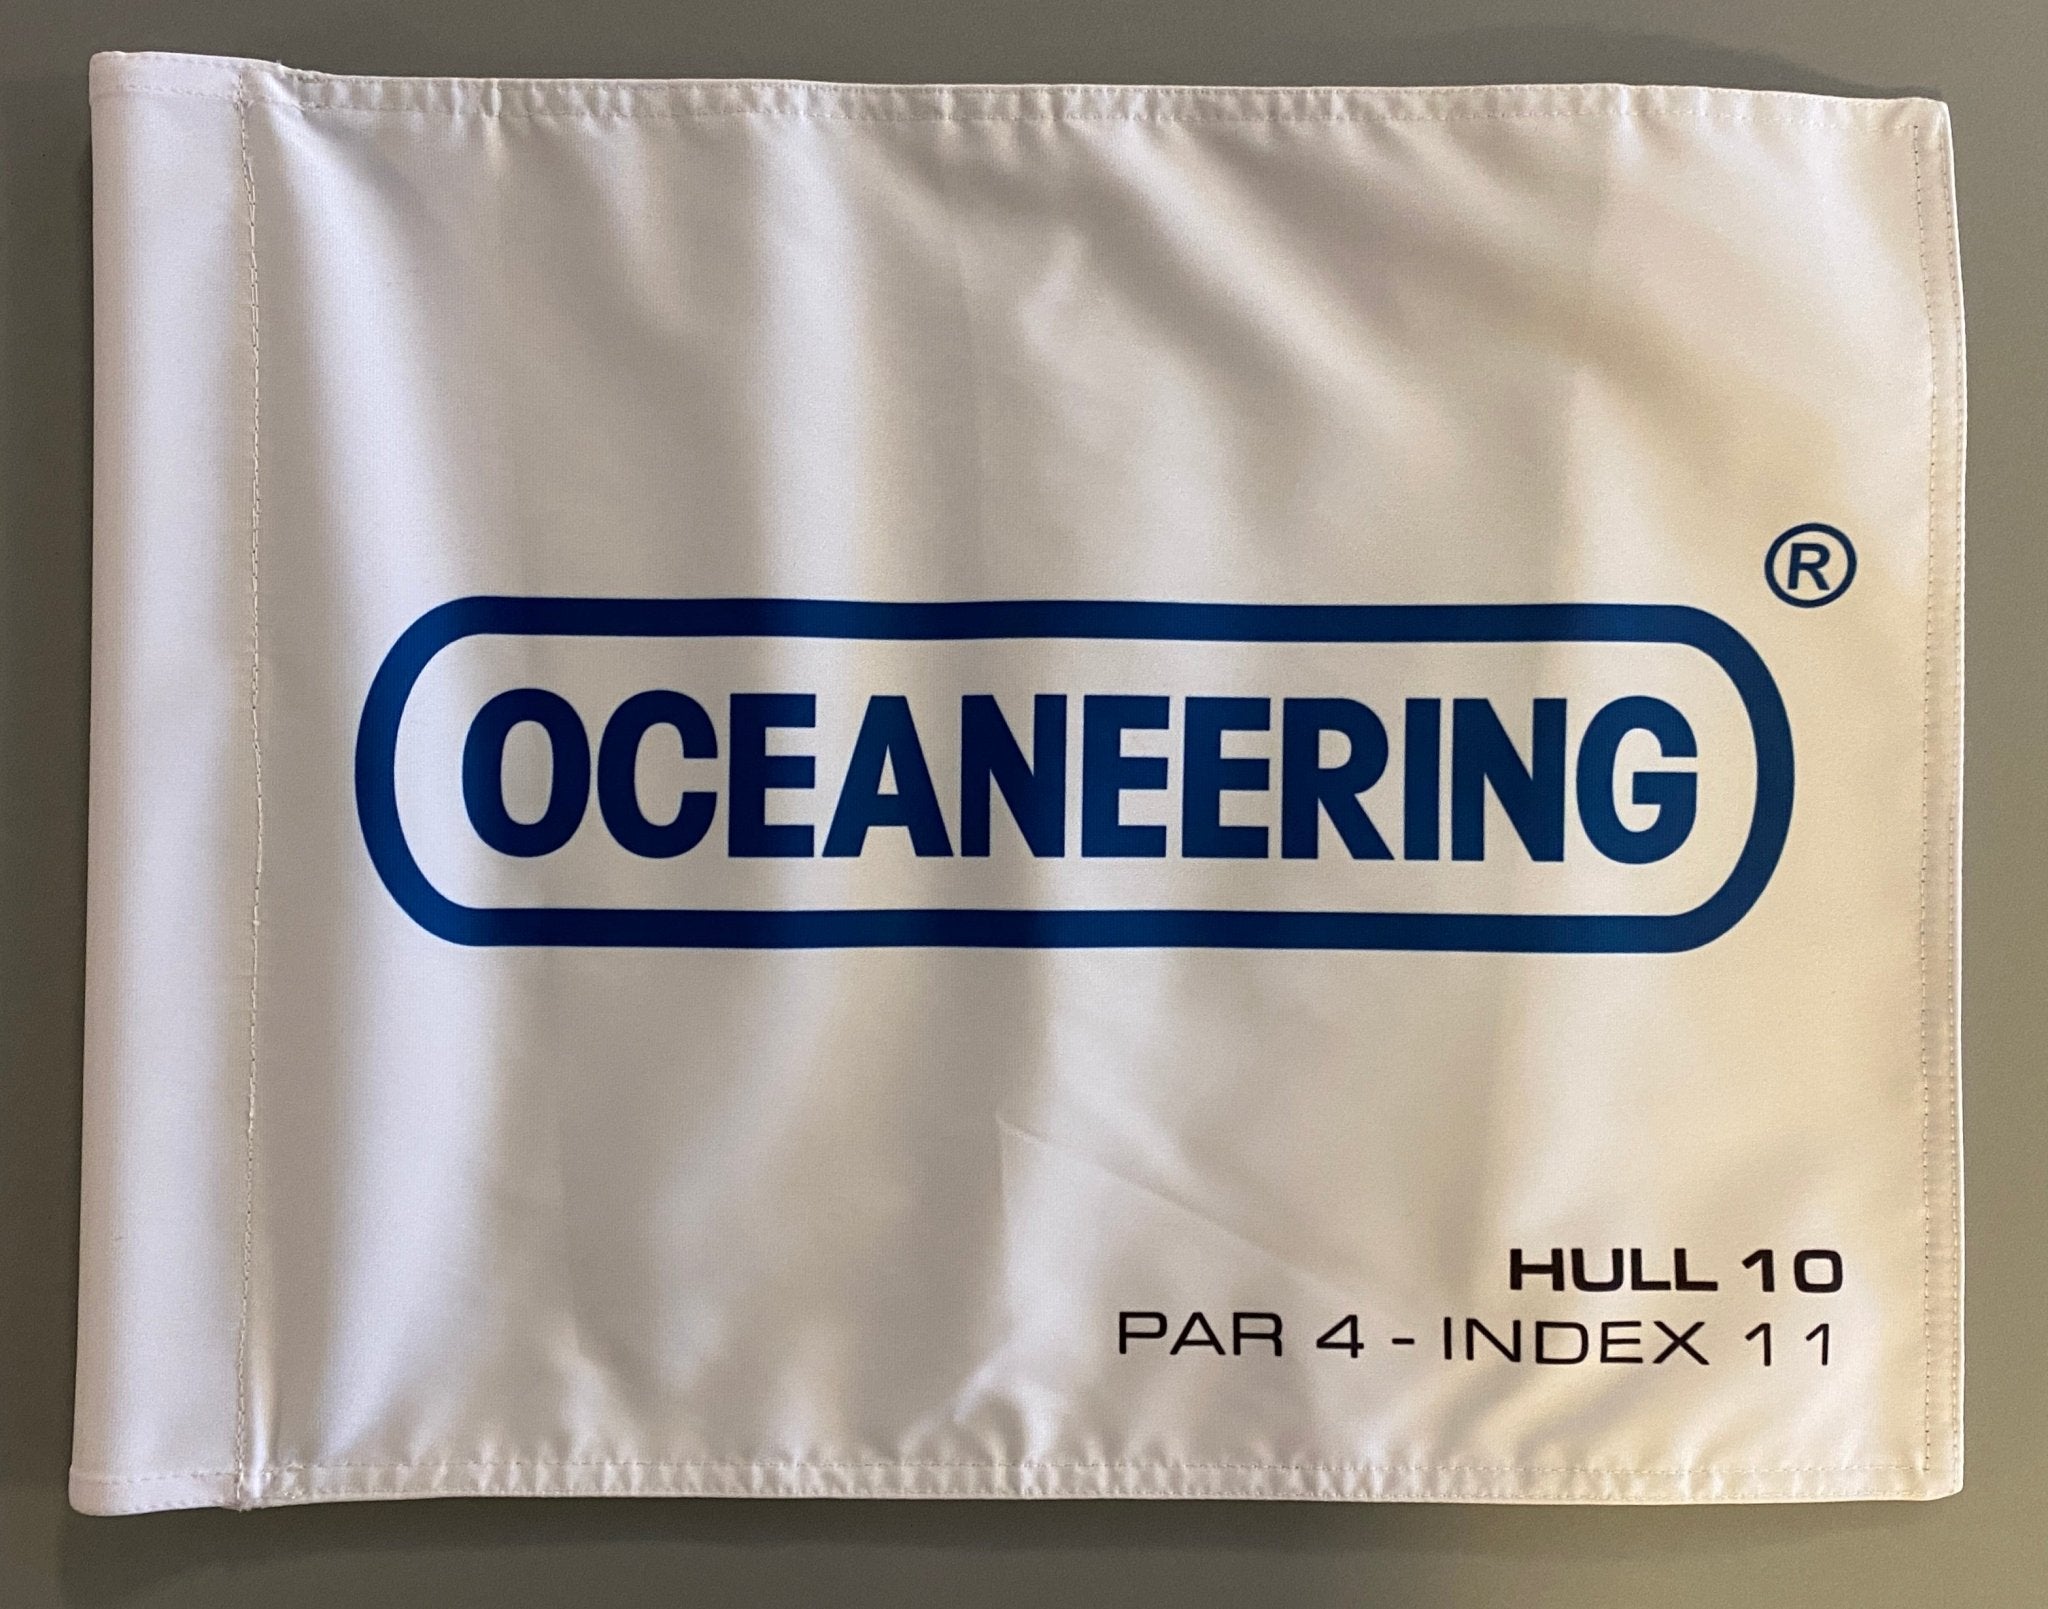 OCEANEERING ®
HULL 10
PAR 4 - INDEX 11